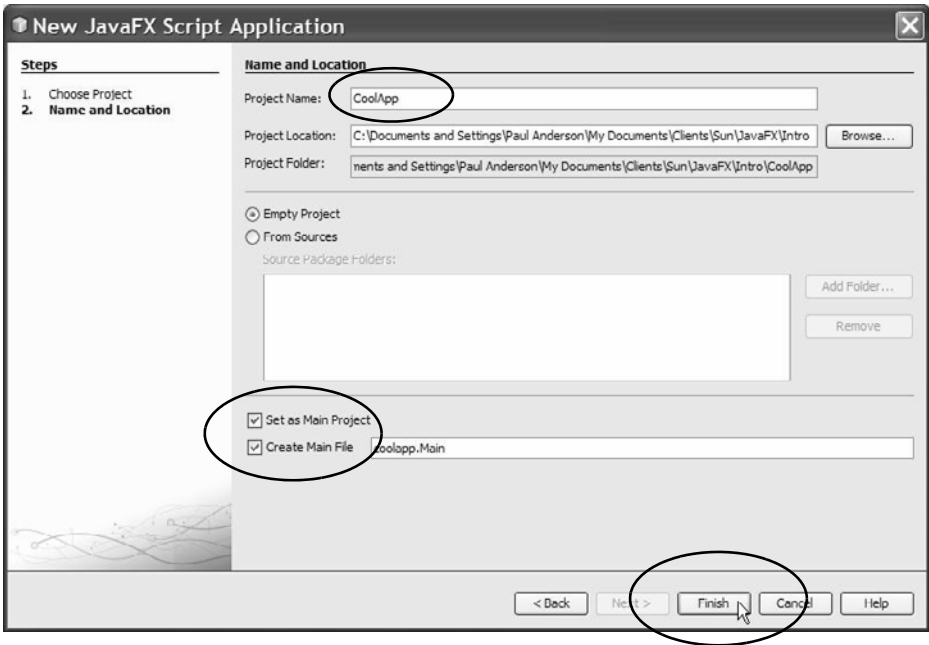 New JavaFX Script Application
Steps
1. Choose Project
2. Name and Location
Name and Location
Project Name: CoolApp
Project Location: C:\Documents and Settings\Paul Anderson\My Documents\Clients\Sun\JavaFX\Intro Browse...
Project Folder: nents and Settings\Paul Anderson\My Documents\Clients\Sun\JavaFX\Intro\CoolApp
Empty Project
From Sources
Source Package Folders:
Add Folder...
Remove
Set as Main Project
Create Main File coolapp.Main
< Back Next > Finish Cancel Help